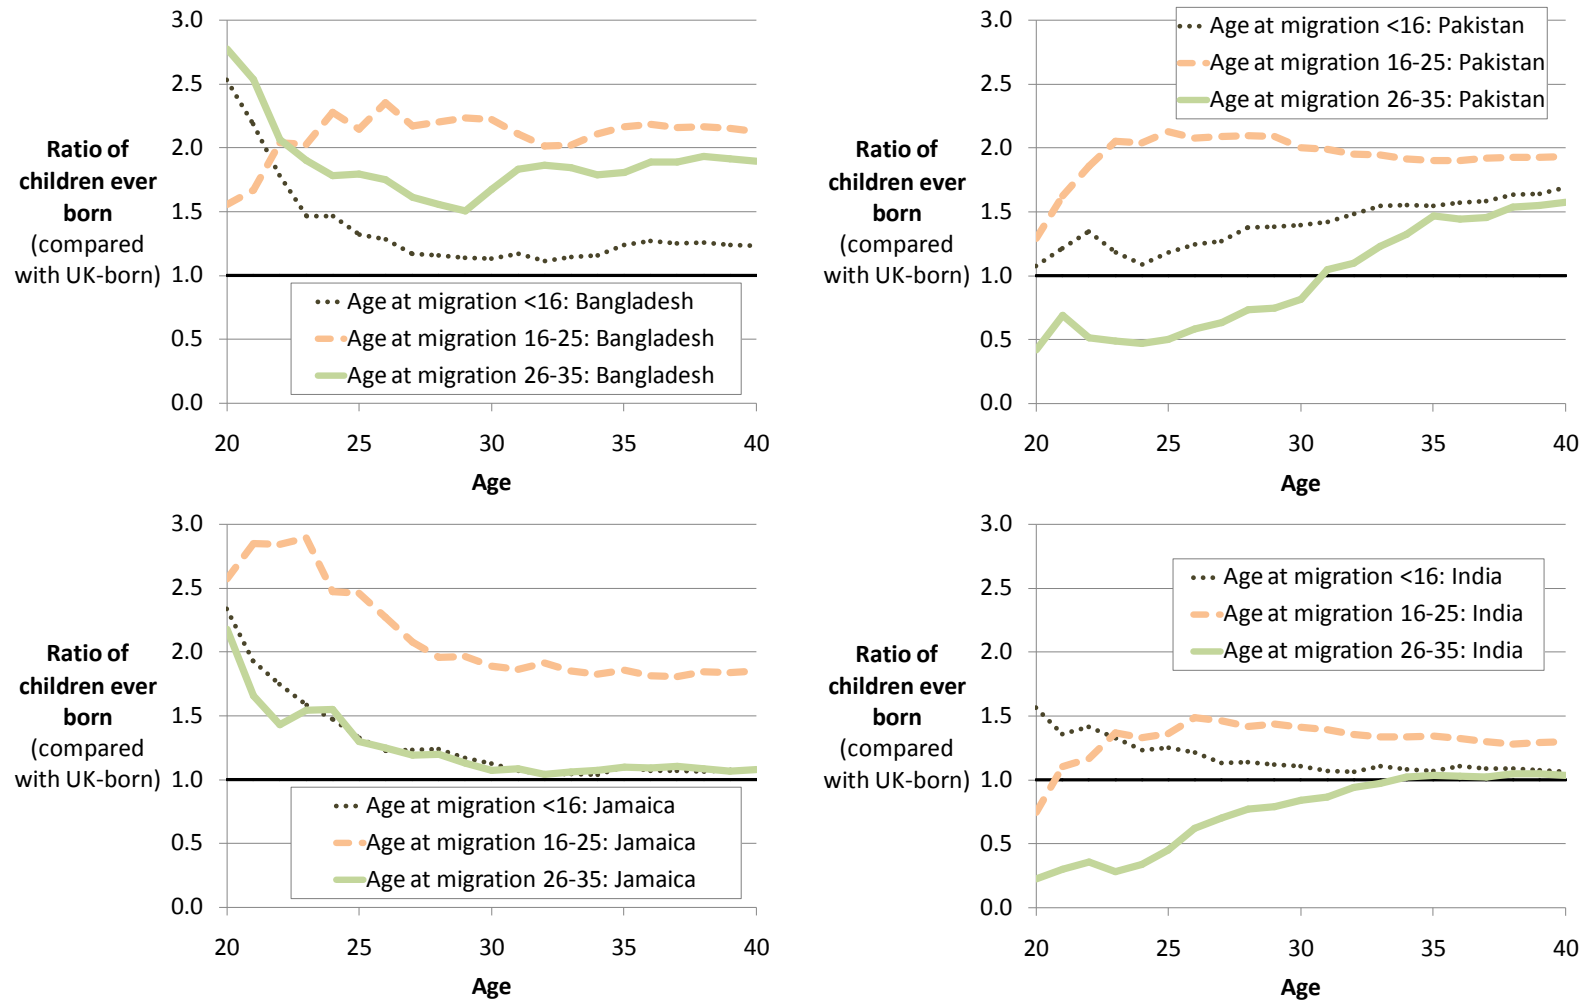 3.0
2.5
2.0
1.5
1.0
0.5
0.0
Ratio of
children ever
born
(compared
with UK-born)
Age at migration <16: Bangladesh
Age at migration 16-25: Bangladesh
Age at migration 26-35: Bangladesh
20 25 30 35 40
Age
3.0
2.5
2.0
1.5
1.0
0.5
0.0
Ratio of
children ever
born
(compared
with UK-born)
Age at migration <16: Pakistan
Age at migration 16-25: Pakistan
Age at migration 26-35: Pakistan
20 25 30 35 40
Age
3.0
2.5
2.0
1.5
1.0
0.5
0.0
Ratio of
children ever
born
(compared
with UK-born)
Age at migration <16: Jamaica
Age at migration 16-25: Jamaica
Age at migration 26-35: Jamaica
20 25 30 35 40
Age
3.0
2.5
2.0
1.5
1.0
0.5
0.0
Ratio of
children ever
born
(compared
with UK-born)
Age at migration <16: India
Age at migration 16-25: India
Age at migration 26-35: India
20 25 30 35 40
Age